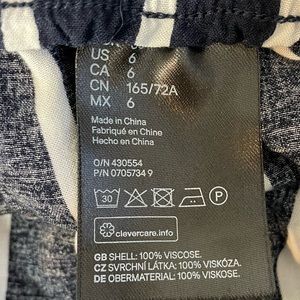 US 6
CA 6
CN 165/72A
MX 6
Made in China
Fabriqué en Chine
Hecho en China
O/N 430554
P/N 0705734 9
30
P
clevercare.info
GB SHELL: 100% VISCOSE.
CZ SVRCHNÍ LÁTKA: 100% VISKÓZA.
DE OBERMATERIAL: 100% VISKOSE